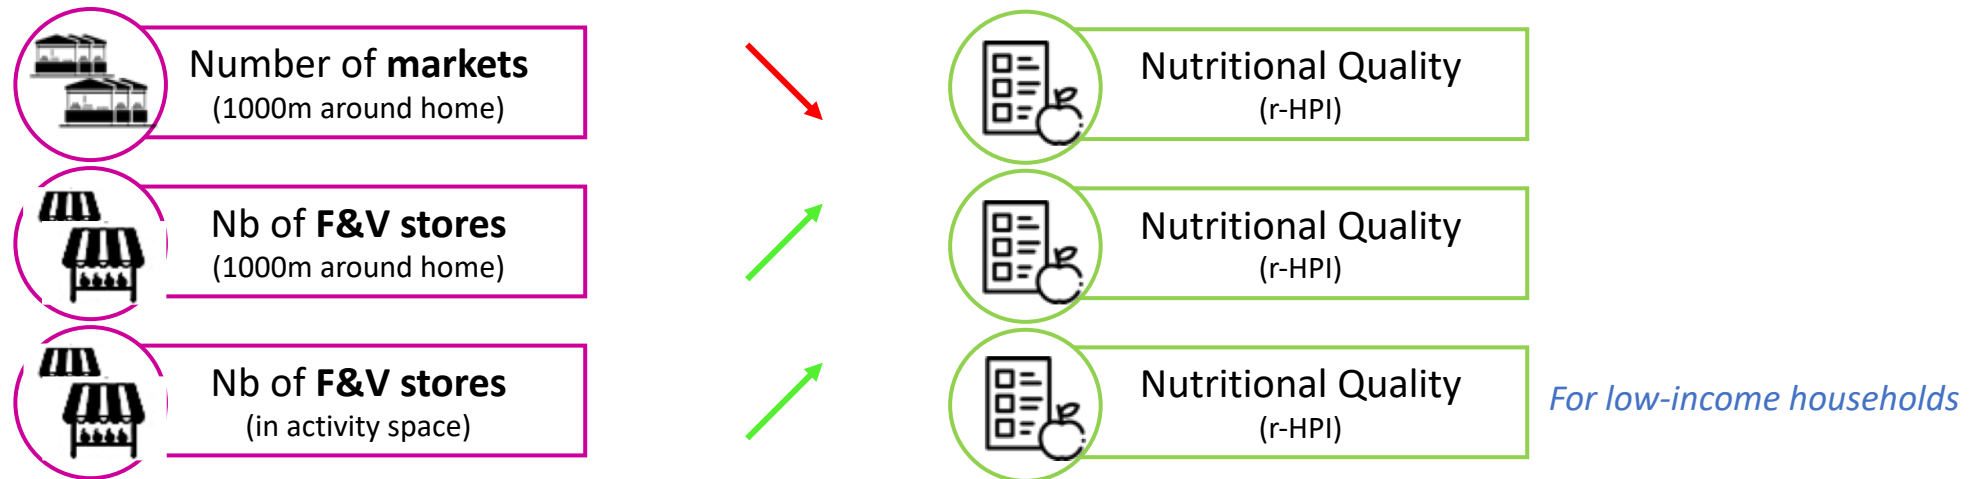 Number of markets
(1000m around home)
Nutritional Quality
(r-HPI)
Nb of F&V stores
(1000m around home)
Nutritional Quality
(r-HPI)
Nb of F&V stores
(in activity space)
Nutritional Quality
(r-HPI)
For low-income households